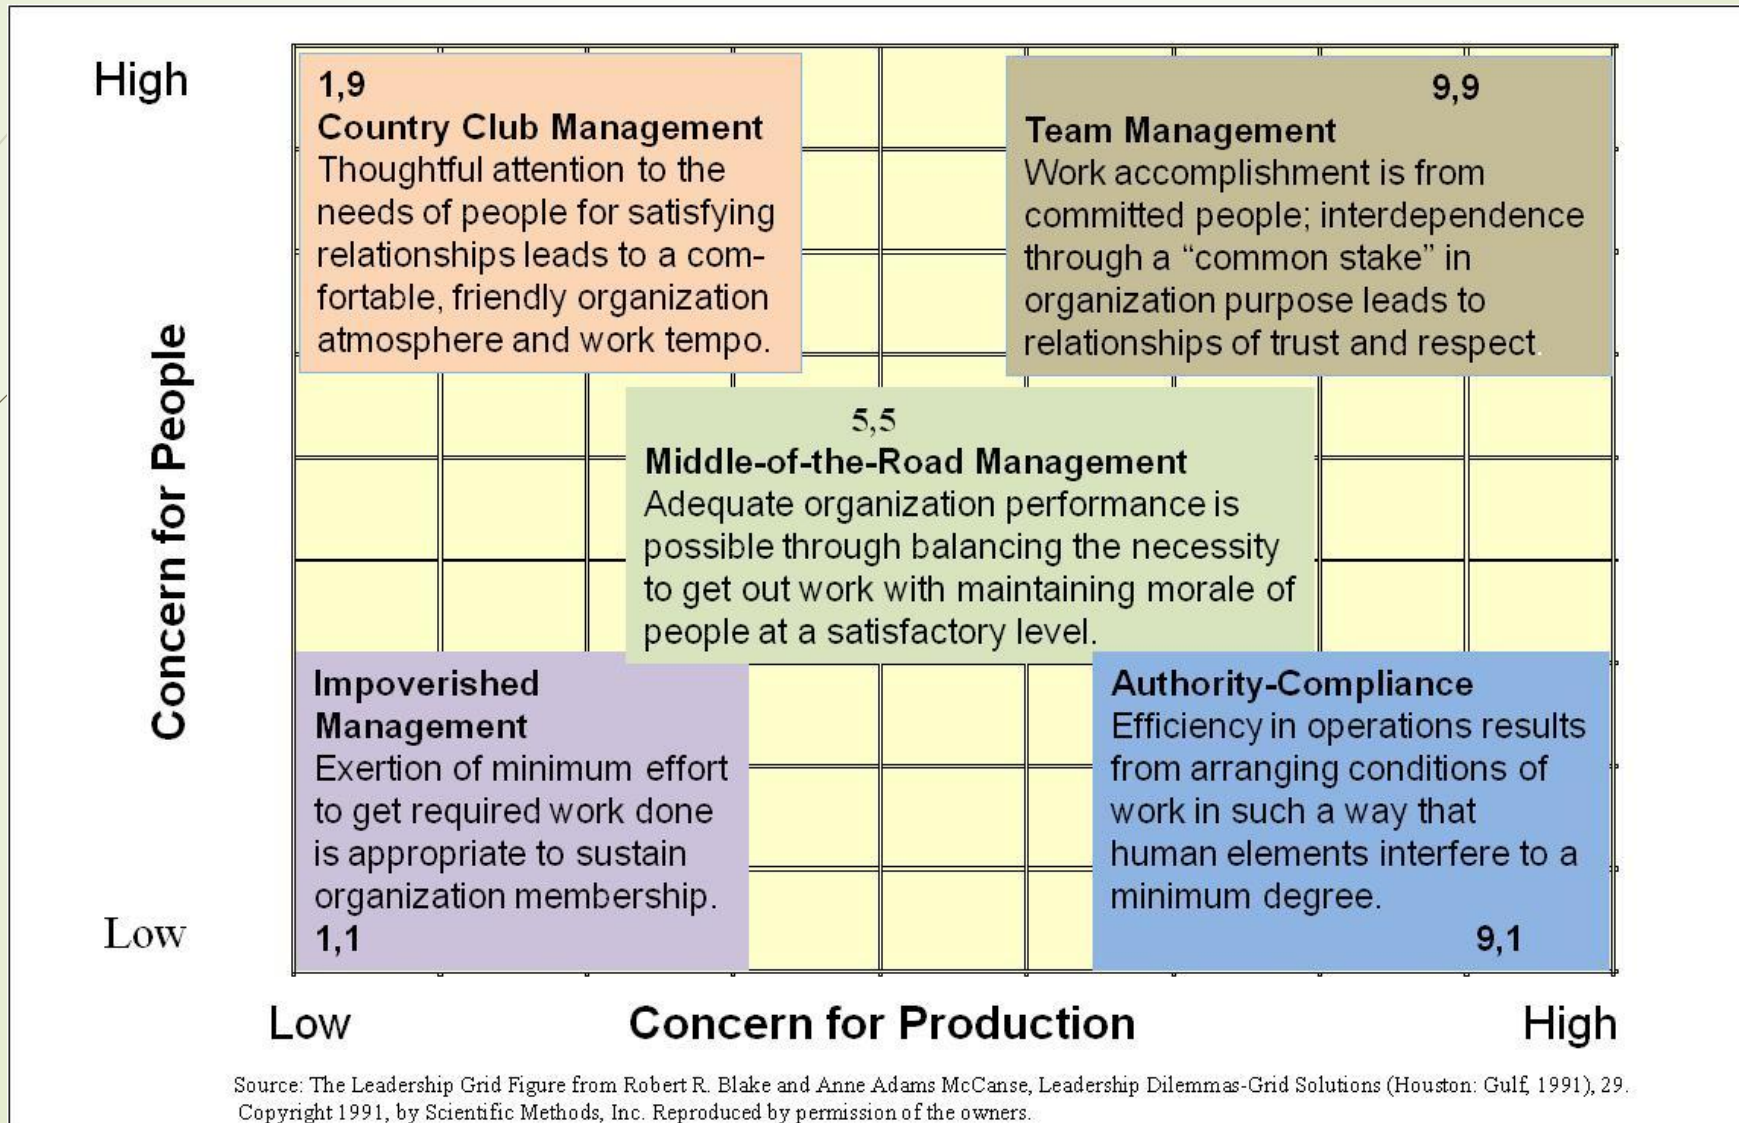 High
1,9
Country Club Management
Thoughtful attention to the
needs of people for satisfying
relationships leads to a com-
fortable, friendly organization
atmosphere and work tempo.
9,9
Team Management
Work accomplishment is from
committed people; interdependence
through a “common stake” in
organization purpose leads to
relationships of trust and respect.
Concern for People
5,5
Middle-of-the-Road Management
Adequate organization performance is
possible through balancing the necessity
to get out work with maintaining morale of
people at a satisfactory level.
Impoverished
Management
Exertion of minimum effort
to get required work done
is appropriate to sustain
organization membership.
1,1
Authority-Compliance
Efficiency in operations results
from arranging conditions of
work in such a way that
human elements interfere to a
minimum degree.
9,1
Low
Low
Concern for Production
High
Source: The Leadership Grid Figure from Robert R. Blake and Anne Adams McCanse, Leadership Dilemmas-Grid Solutions (Houston: Gulf, 1991), 29.
Copyright 1991, by Scientific Methods, Inc. Reproduced by permission of the owners.